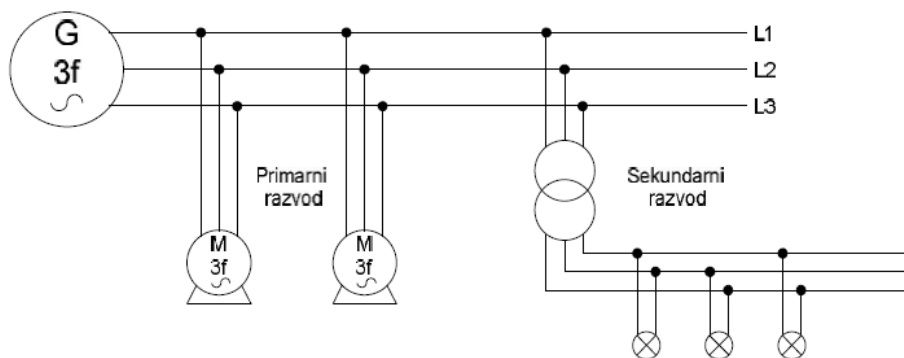 G
3f
L1
L2
L3
Primarni
razvod
Sekundarni
razvod
M
3f
M
3f